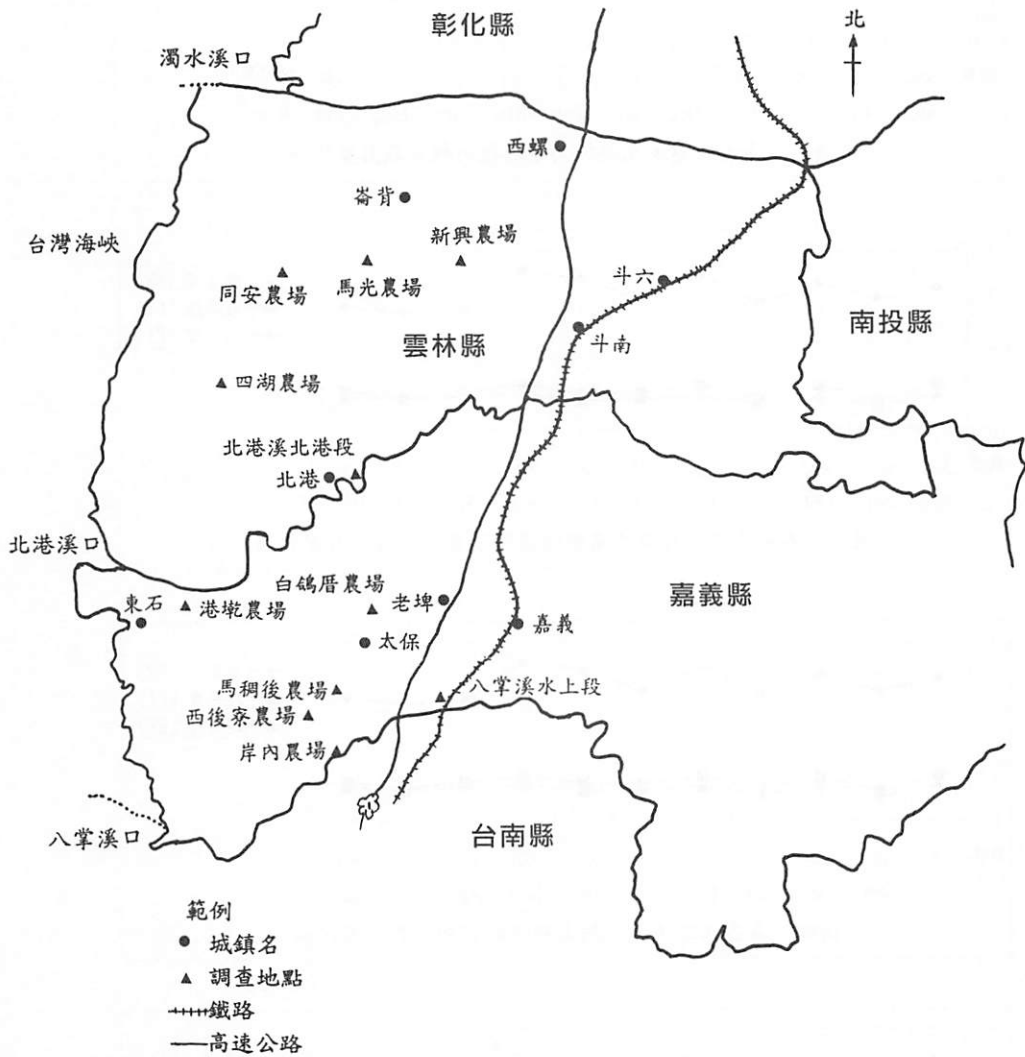 彰化縣
北
濁水溪口
西螺
崙背
新興農場
台灣海峽
馬光農場
同安農場
斗六
南投縣
雲林縣
斗南
四湖農場
北港溪北港段
北港
北港溪口
白鴿厝農場
老埤
嘉義縣
東石
港墘農場
嘉義
太保
馬稠後農場
八掌溪水上段
西後寮農場
岸內農場
八掌溪口
台南縣
範例
城鎮名
調查地點
鐵路
高速公路